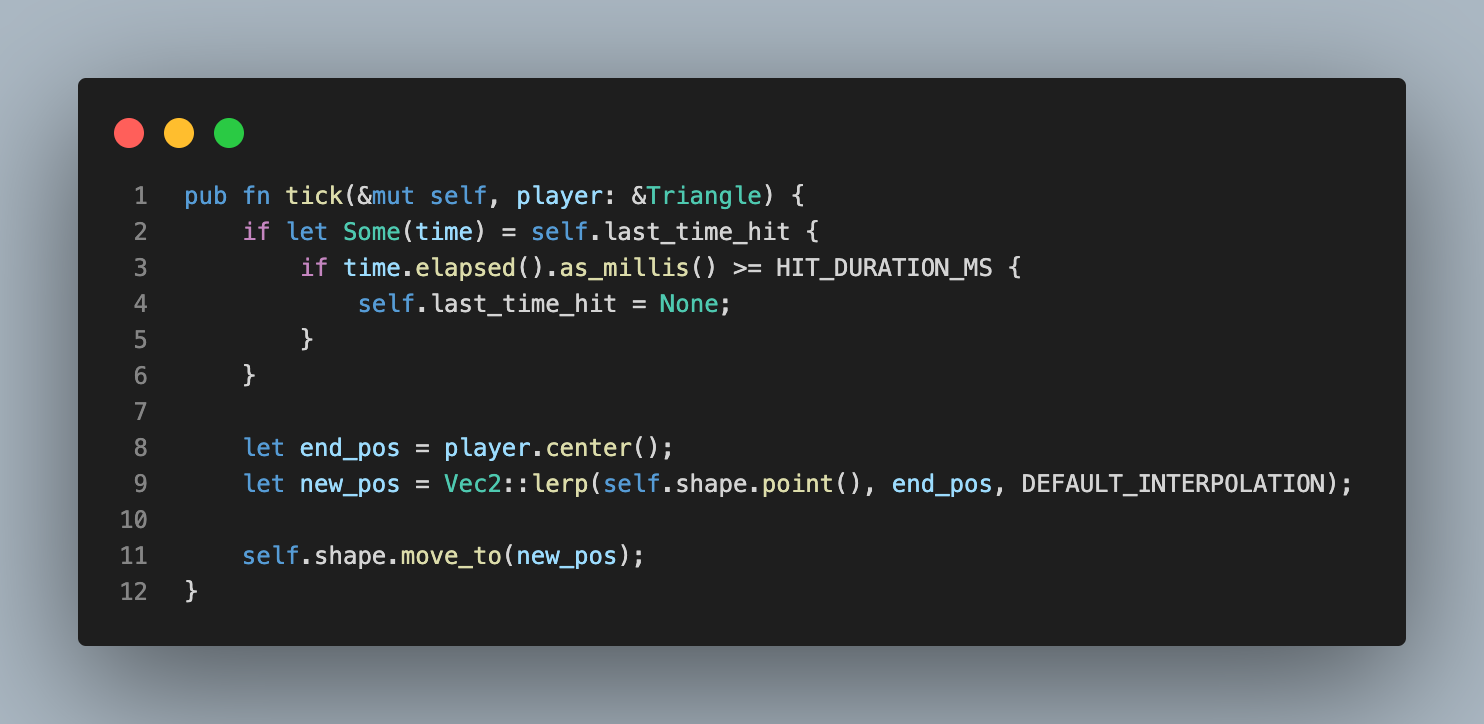 1 pub fn tick(&mut self, player: &Triangle) {
2     if let Some(time) = self.last_time_hit {
3         if time.elapsed().as_millis() >= HIT_DURATION_MS {
4             self.last_time_hit = None;
5         }
6     }
7
8     let end_pos = player.center();
9     let new_pos = Vec2::lerp(self.shape.point(), end_pos, DEFAULT_INTERPOLATION);
10
11     self.shape.move_to(new_pos);
12 }